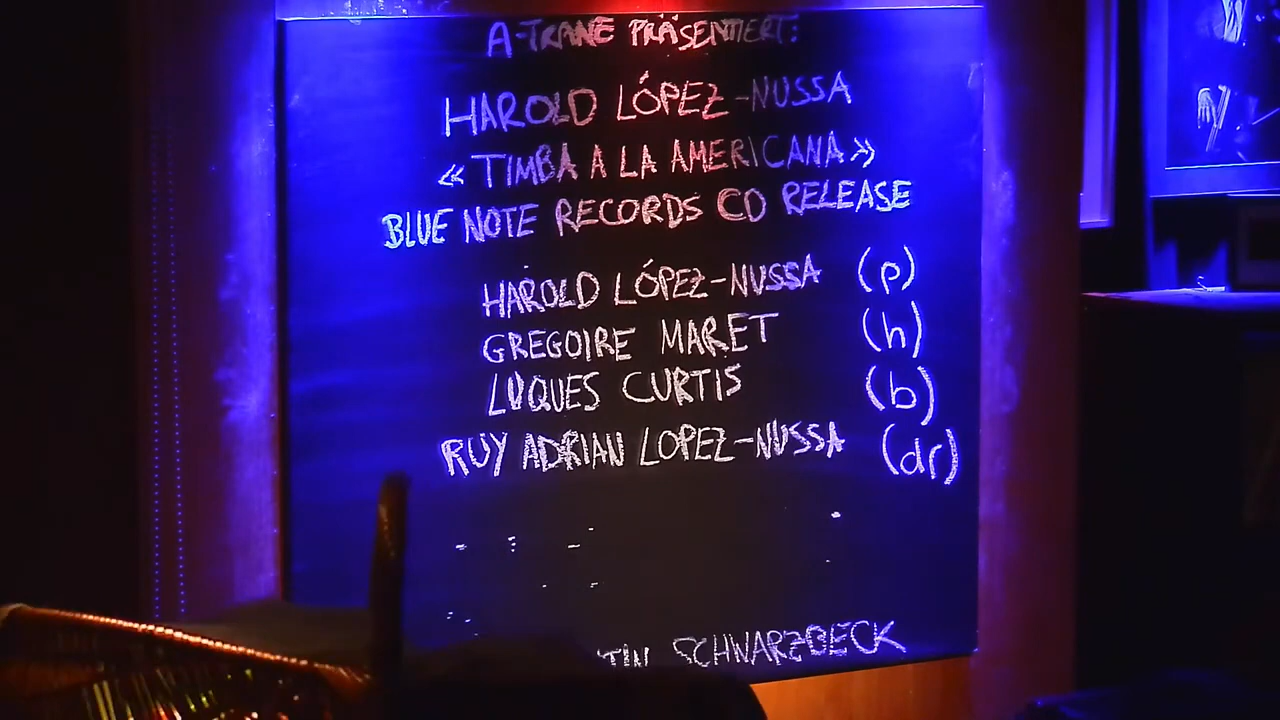 A-TRANE PRÄSENTIERT:
HAROLD LÓPEZ-NUSSA
« TIMBA A LA AMERICANA »
BLUE NOTE RECORDS CD RELEASE
HAROLD LÓPEZ-NUSSA (p)
GREGOIRE MARET (h)
LUQUES CURTIS (b)
RUY ADRIAN LOPEZ-NUSSA (dr)
SCHWARZBECK